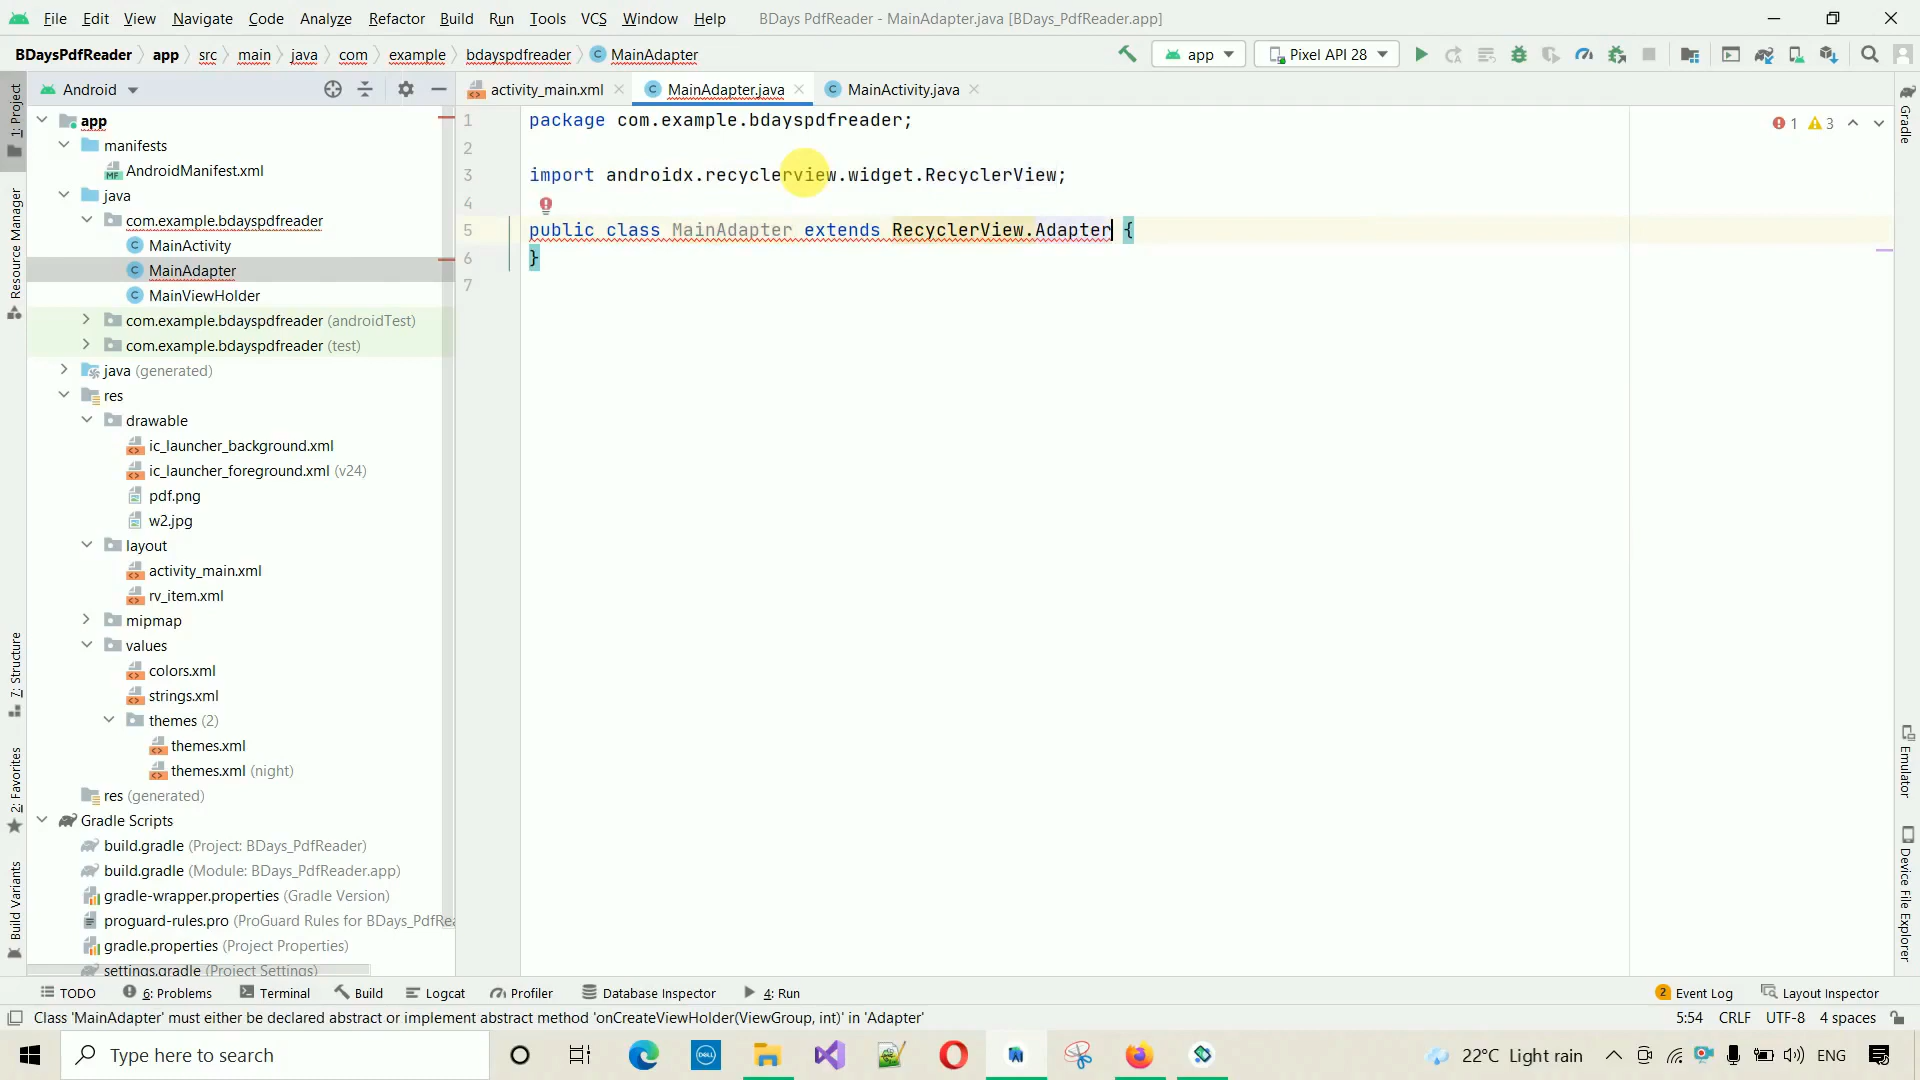 File Edit View Navigate Code Analyze Refactor Build Run Tools VCS Window Help BDays PdfReader - MainAdapter.java [BDays_PdfReader.app]
BDaysPdfReader app src main java com example bdayspdfreader MainAdapter app Pixel API 28
Android activity_main.xml MainAdapter.java MainActivity.java
1: Project
Resource Manager
7: Structure
2: Favorites
Build Variants
app
manifests
AndroidManifest.xml
java
com.example.bdayspdfreader
MainActivity
MainAdapter
MainViewHolder
com.example.bdayspdfreader (androidTest)
com.example.bdayspdfreader (test)
java (generated)
res
drawable
ic_launcher_background.xml
ic_launcher_foreground.xml (v24)
pdf.png
w2.jpg
layout
activity_main.xml
rv_item.xml
mipmap
values
colors.xml
strings.xml
themes (2)
themes.xml
themes.xml (night)
res (generated)
Gradle Scripts
build.gradle (Project: BDays_PdfReader)
build.gradle (Module: BDays_PdfReader.app)
gradle-wrapper.properties (Gradle Version)
proguard-rules.pro (ProGuard Rules for BDays_PdfRea
gradle.properties (Project Properties)
settings.gradle (Project Settings)
1 package com.example.bdayspdfreader;
2
3 import androidx.recyclerview.widget.RecyclerView;
4
5 public class MainAdapter extends RecyclerView.Adapter {
6 }
7
1 3
Gradle
Emulator
Device File Explorer
TODO 6: Problems Terminal Build Logcat Profiler Database Inspector 4: Run 2 Event Log Layout Inspector
Class 'MainAdapter' must either be declared abstract or implement abstract method 'onCreateViewHolder(ViewGroup, int)' in 'Adapter' 5:54 CRLF UTF-8 4 spaces
Type here to search DELL 22°C Light rain ENG